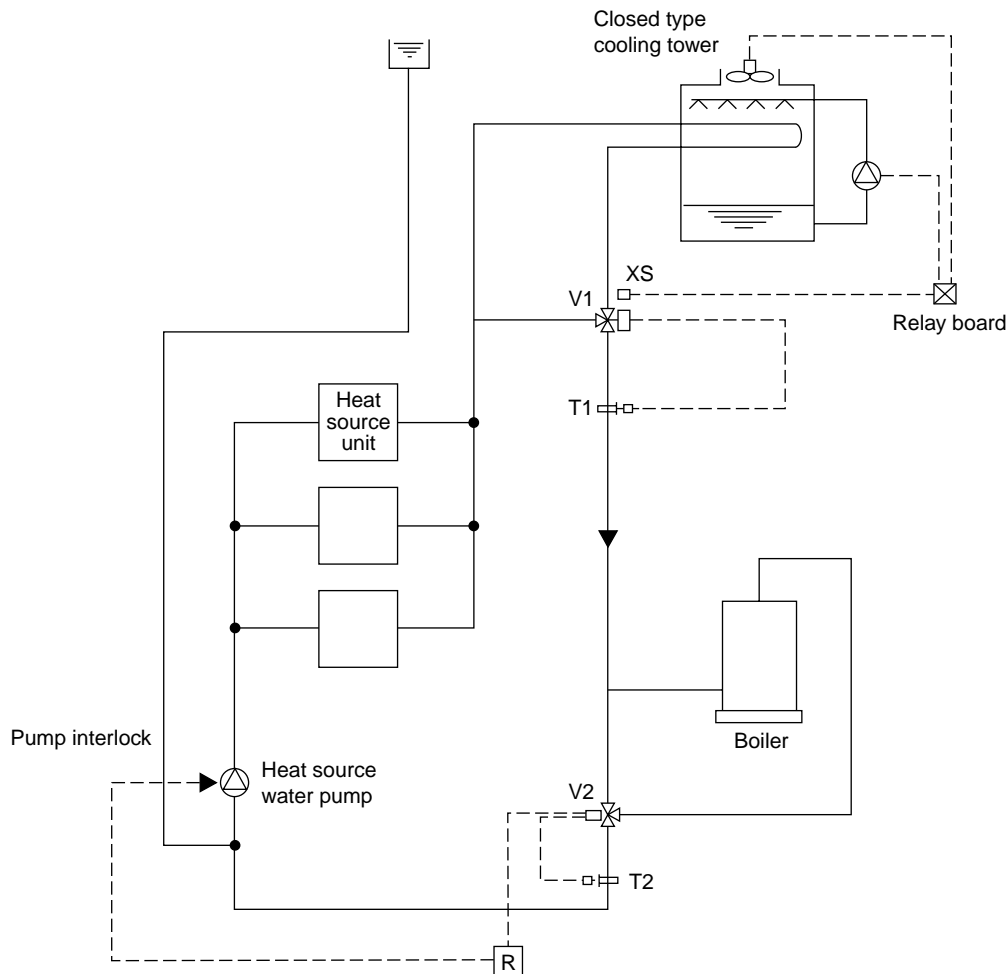 Closed type
cooling tower
XS
V1
Relay board
T1
Heat
source
unit
Pump interlock
Heat source
water pump
Boiler
V2
T2
R